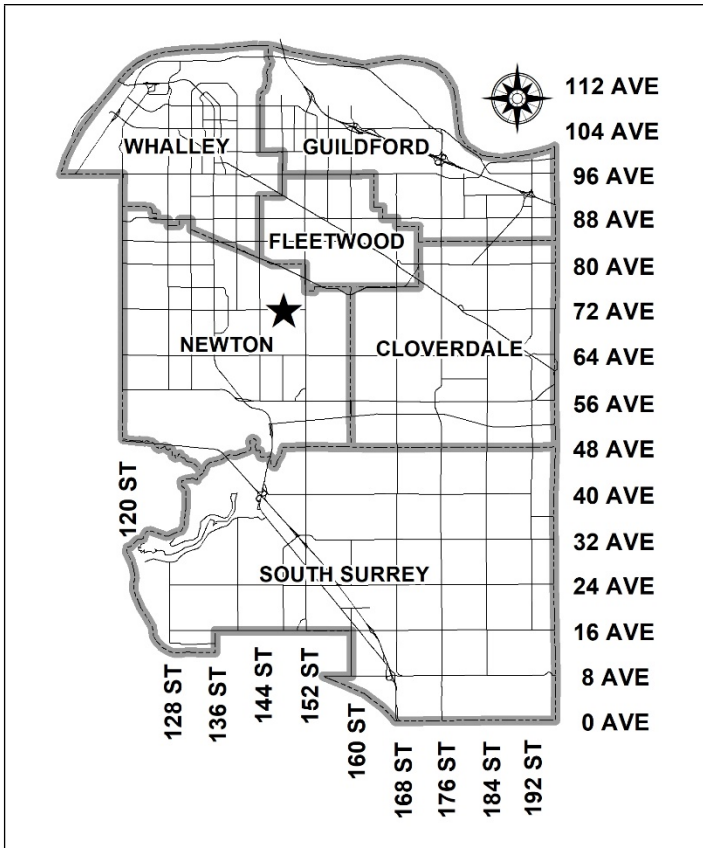 112 AVE
104 AVE
WHALLEY
GUILDFORD
96 AVE
88 AVE
FLEETWOOD
80 AVE
72 AVE
NEWTON
CLOVERDALE
64 AVE
56 AVE
48 AVE
120 ST
40 AVE
32 AVE
SOUTH SURREY
24 AVE
16 AVE
8 AVE
0 AVE
128 ST
136 ST
144 ST
152 ST
160 ST
168 ST
176 ST
184 ST
192 ST